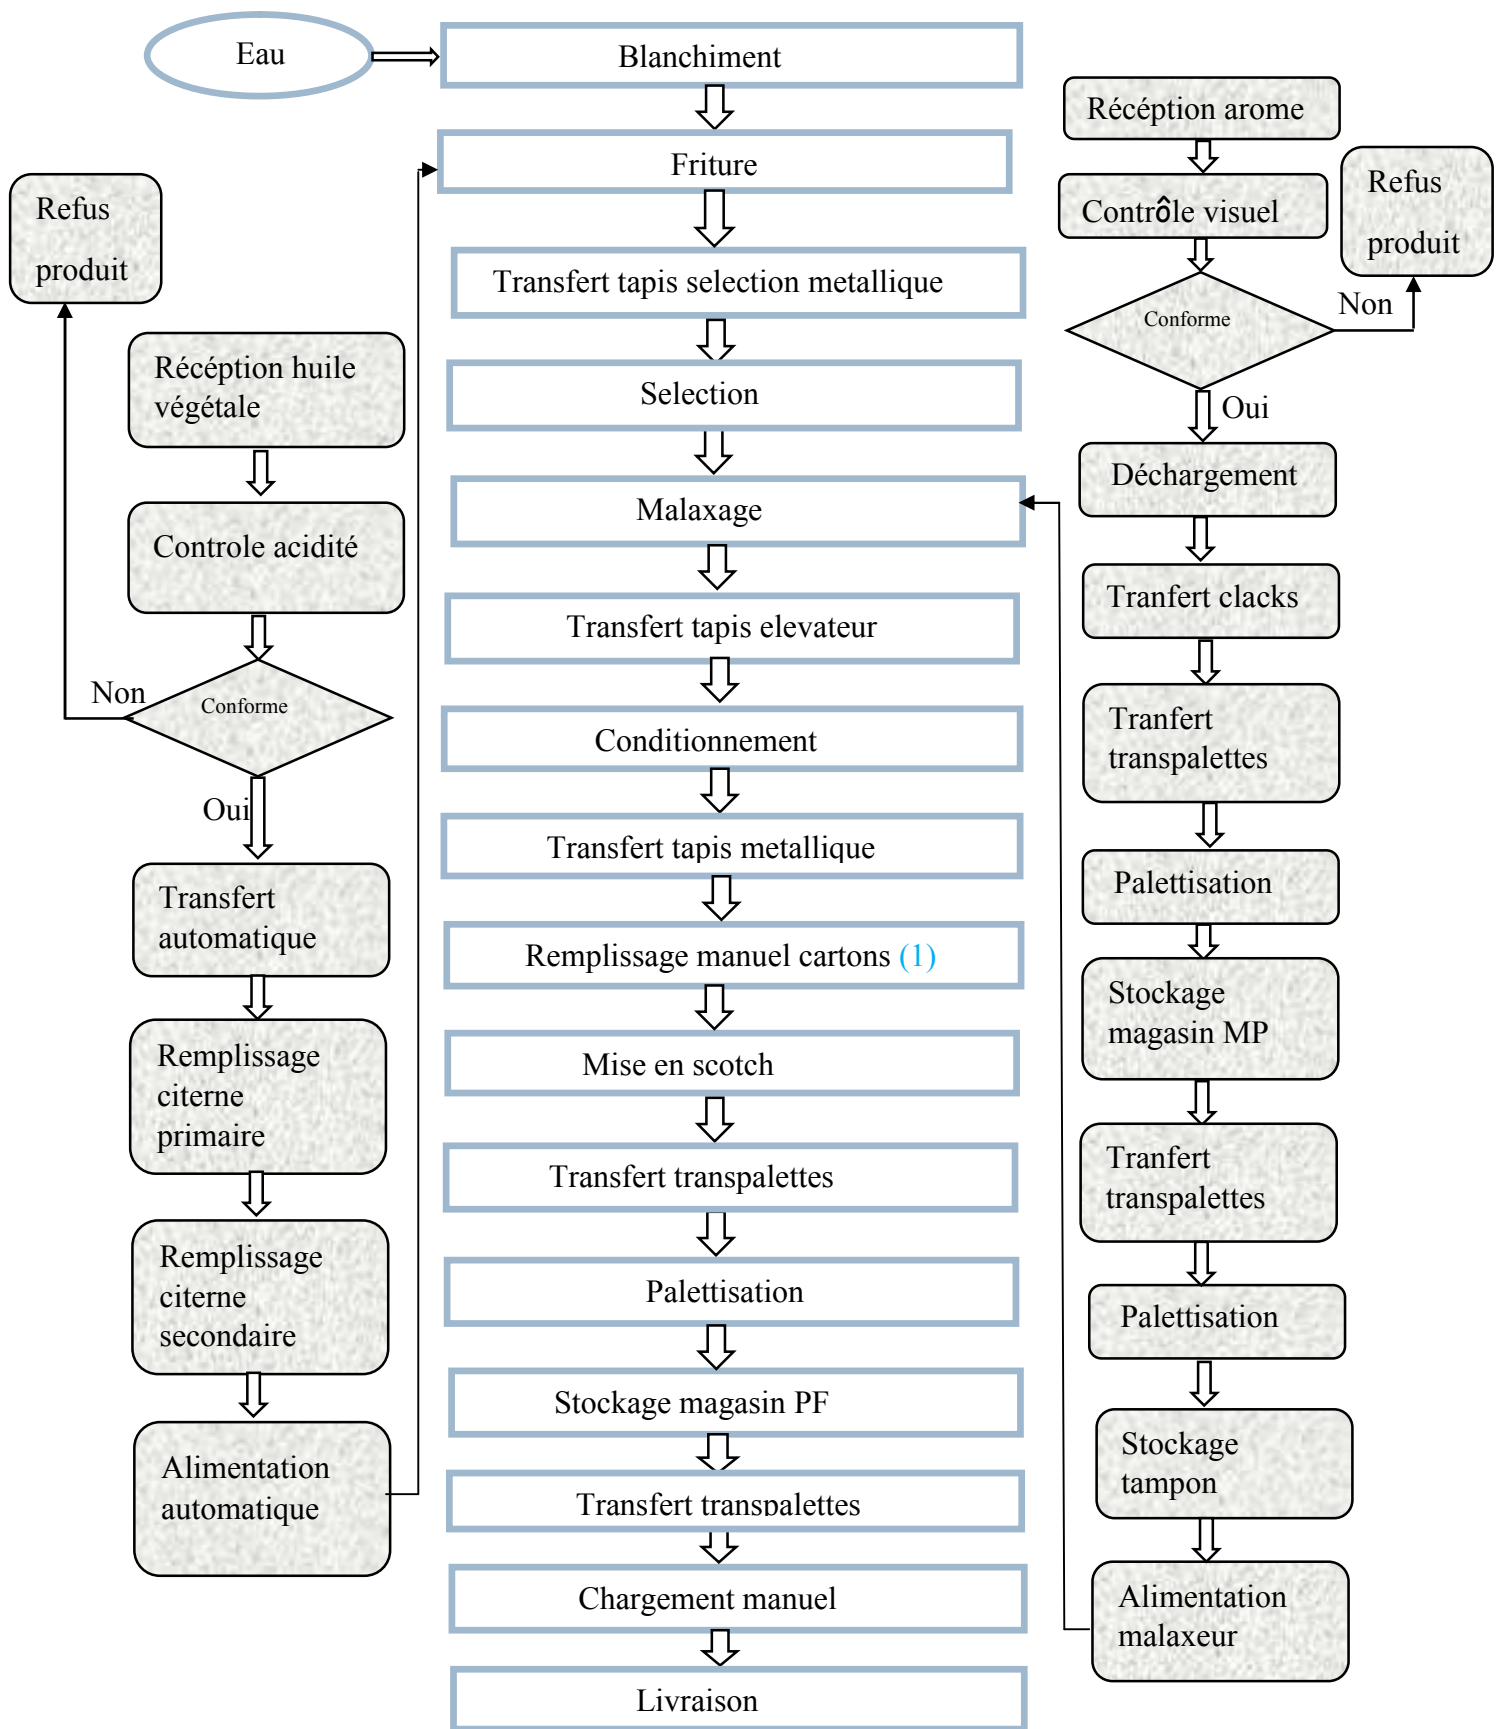 Eau
Blanchiment
Friture
Transfert tapis selection metallique
Selection
Malaxage
Transfert tapis elevateur
Conditionnement
Transfert tapis metallique
Remplissage manuel cartons (1)
Mise en scotch
Transfert transpalettes
Palettisation
Stockage magasin PF
Transfert transpalettes
Chargement manuel
Livraison
Refus
produit
Récéption huile
végétale
Controle acidité
Conforme
Non
Oui
Transfert
automatique
Remplissage
citerne
primaire
Remplissage
citerne
secondaire
Alimentation
automatique
Récéption arome
Contrôle visuel
Refus
produit
Conforme
Non
Oui
Déchargement
Tranfert clacks
Tranfert
transpalettes
Palettisation
Stockage
magasin MP
Tranfert
transpalettes
Palettisation
Stockage
tampon
Alimentation
malaxeur